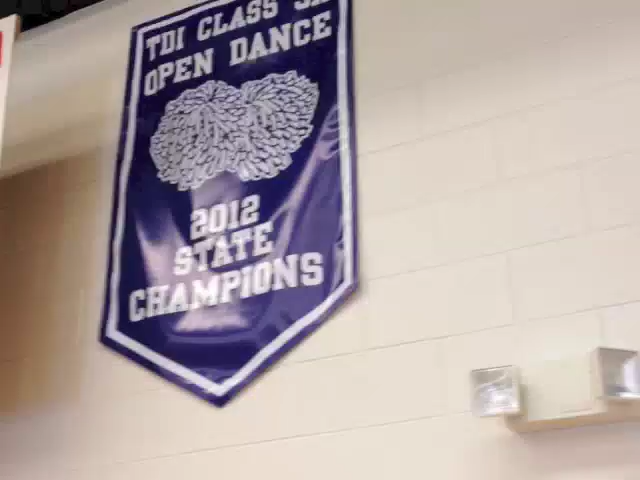 TDI CLASS
OPEN DANCE
2012
STATE
CHAMPIONS